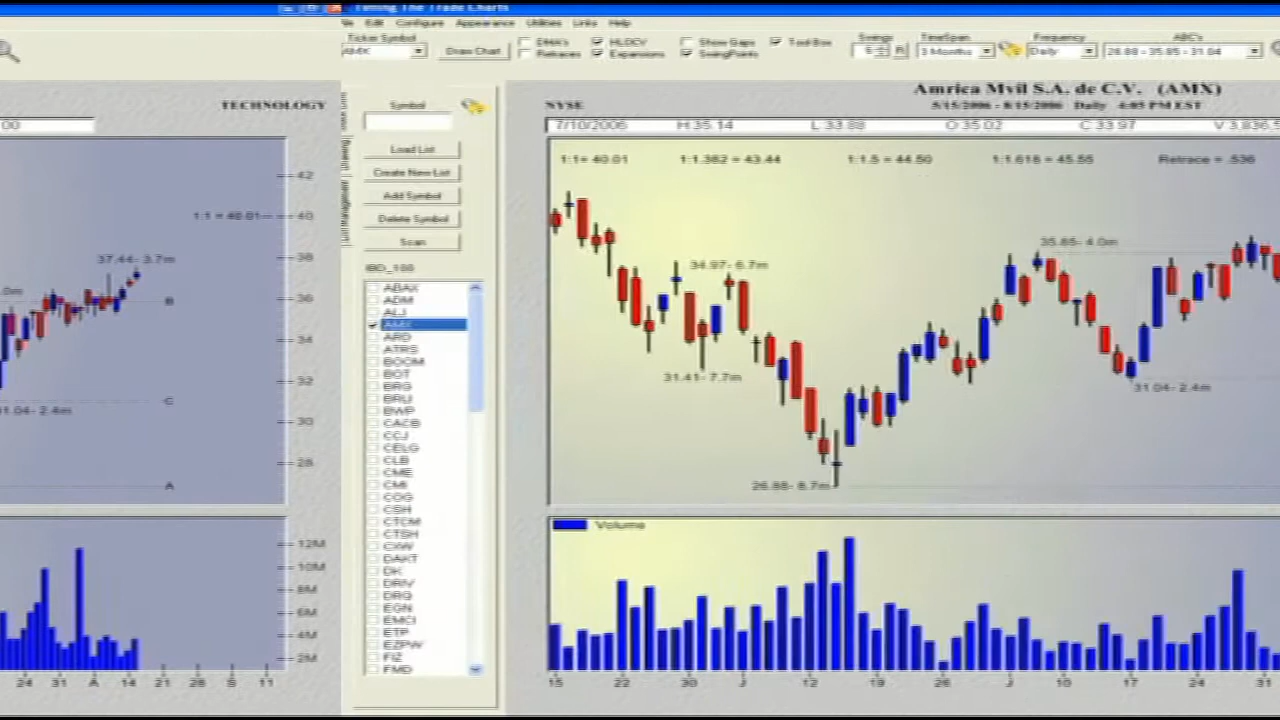 Timing The Trade Charts
Edit Configure Appearance Utilities Links Help
Ticker Symbol
AMX
Draw Chart
DMA's
HLOCV
Show Gaps
Tool Box
Retraces
Expansions
SwingPoints
Swings
6
R
TimeSpan
3 Months
Frequency
Daily
ABC's
26.88 - 35.85 - 31.04
TECHNOLOGY
00
42
1:1 = 40.01
40
37.44- 3.7m
38
.0m
B
36
34
32
31.04- 2.4m
C
30
28
A
12M
10M
8M
6M
4M
2M
24 31 A 14 21 28 S 11
Symbol
Load List
Create New List
Add Symbol
Delete Symbol
Scan
IBD_100
ABAX
ADM
ALJ
AMX
ARD
ATRS
BOOM
BOT
BRG
BRU
BWP
CACB
CCJ
CELG
CLB
CME
CMI
COG
CSH
CTCM
CTSH
CXW
DAKT
DK
DRIV
DRQ
EGN
EMCI
ETP
EZPW
FIZ
FMD
NYSE
Amrica Mvil S.A. de C.V. (AMX)
5/15/2006 - 8/15/2006 Daily 4:05 PM EST
7/10/2006 H 35.14 L 33.88 O 35.02 C 33.97 V 3,836,5
1:1= 40.01 1:1.382 = 43.44 1:1.5 = 44.50 1:1.618 = 45.55 Retrace = .536
35.85- 4.0m
34.97- 6.7m
31.41- 7.7m
31.04- 2.4m
26.88- 8.7m
Volume
15 22 30 J 12 19 26 J 10 17 24 31